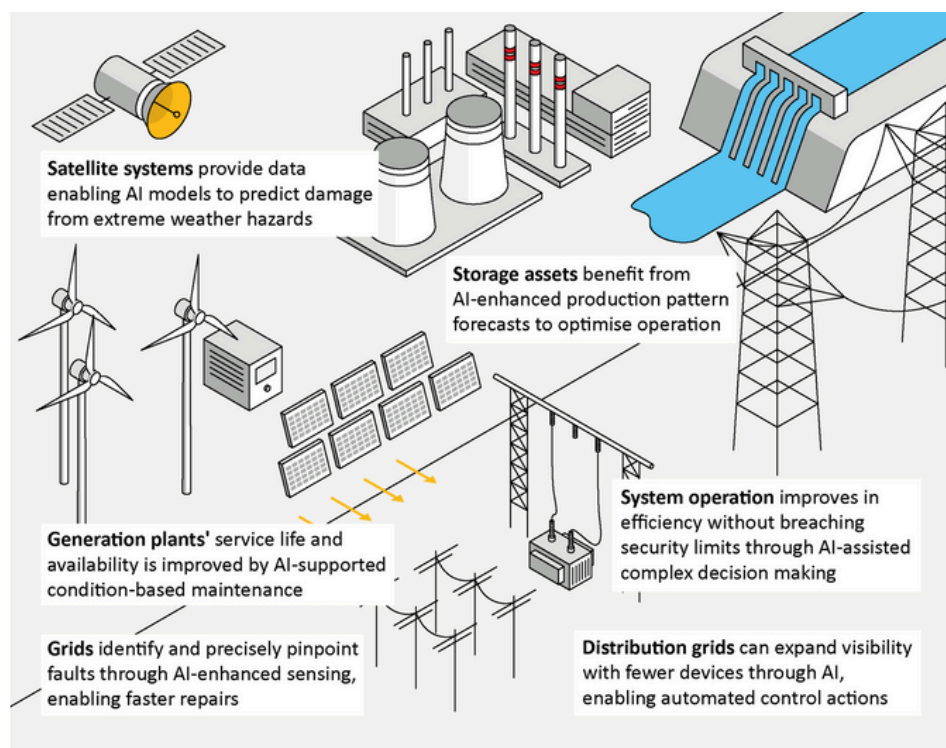 Satellite systems provide data
enabling AI models to predict damage
from extreme weather hazards
Storage assets benefit from
AI-enhanced production pattern
forecasts to optimise operation
Generation plants' service life and
availability is improved by AI-supported
condition-based maintenance
System operation improves in
efficiency without breaching
security limits through AI-assisted
complex decision making
Grids identify and precisely pinpoint
faults through AI-enhanced sensing,
enabling faster repairs
Distribution grids can expand visibility
with fewer devices through AI,
enabling automated control actions